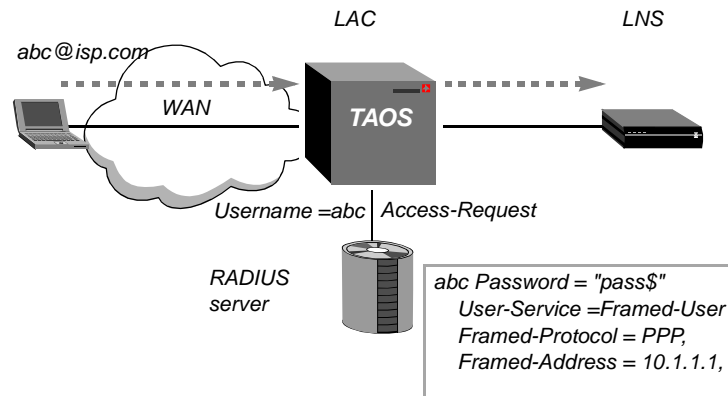 LAC
LNS
abc@isp.com
WAN
TAOS
Username =abc
Access-Request
RADIUS
server
abc Password = "pass$"
User-Service =Framed-User
Framed-Protocol = PPP,
Framed-Address = 10.1.1.1,